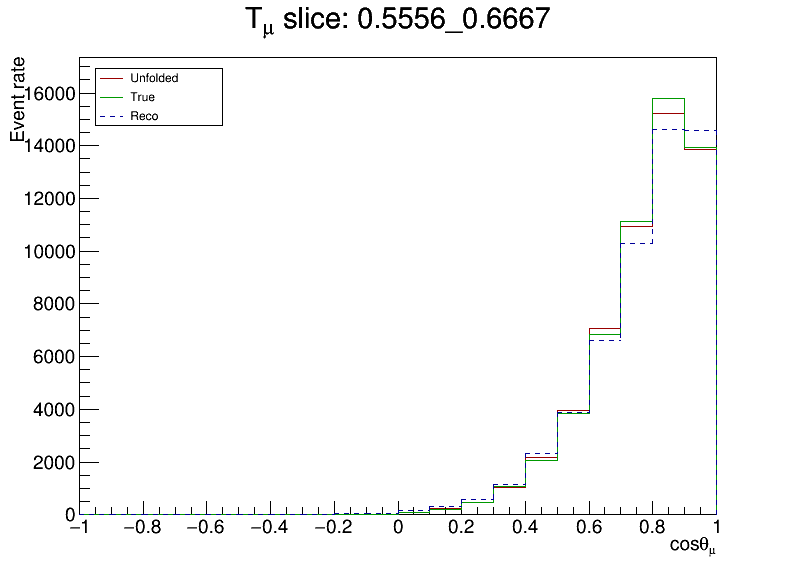 Tμ slice: 0.5556_0.6667
Event rate
Unfolded
True
Reco
16000
14000
12000
10000
8000
6000
4000
2000
0
−1 −0.8 −0.6 −0.4 −0.2 0 0.2 0.4 0.6 0.8 1
cosθμ